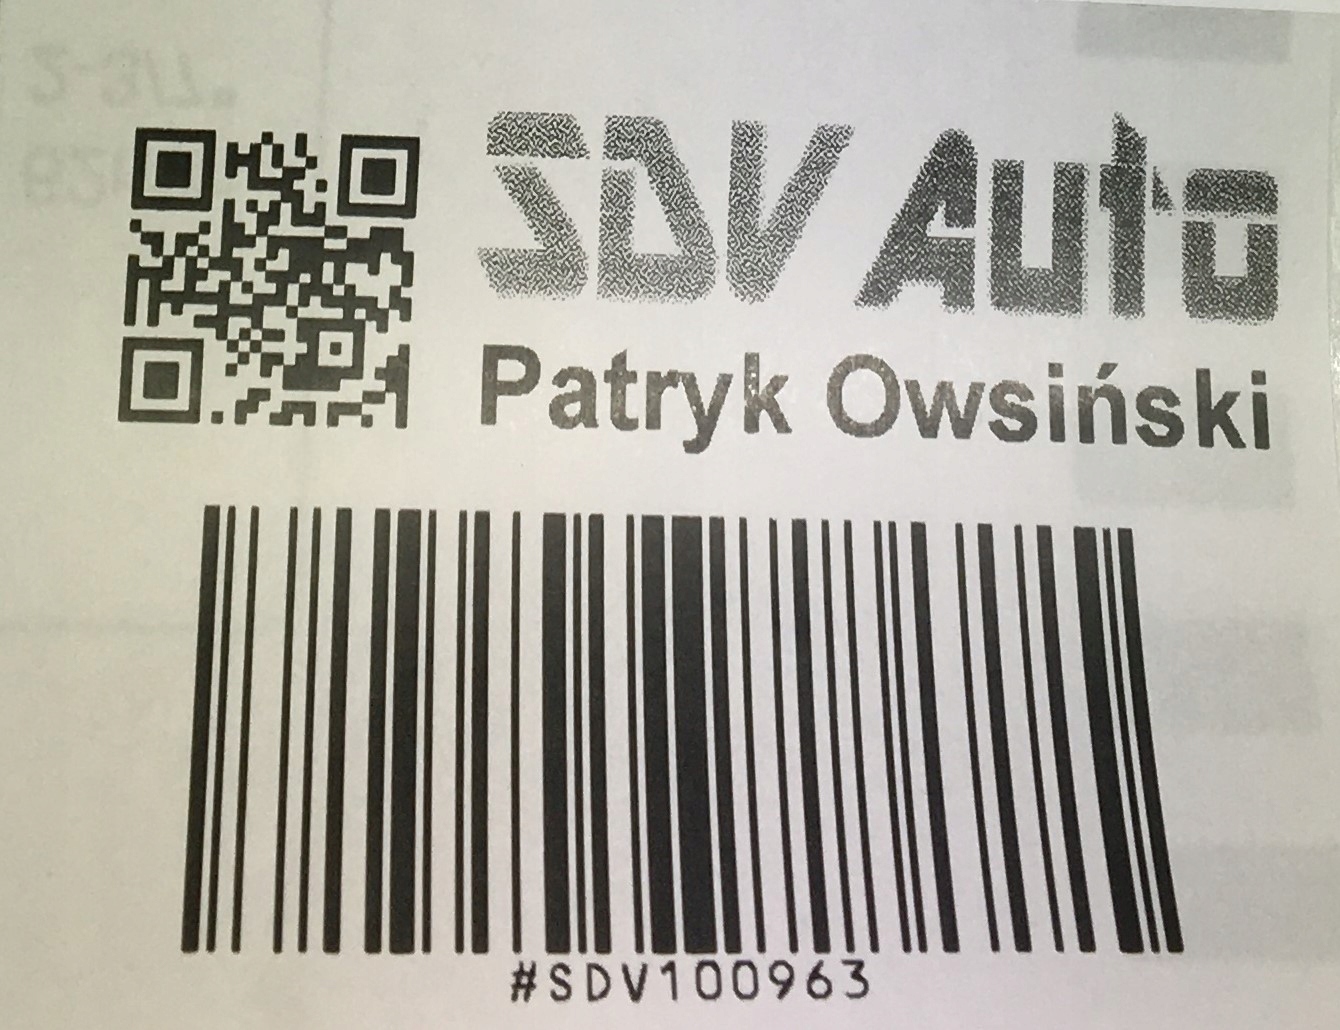 SDV Auto
Patryk Owsiński
#SDV100963